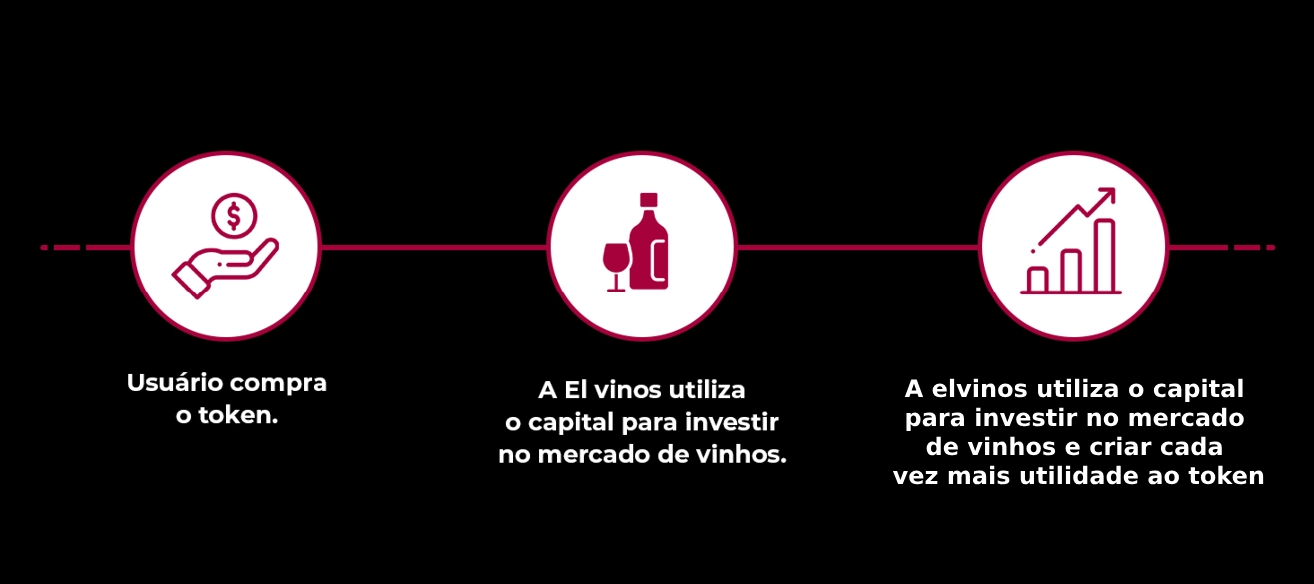 $
Usuário compra
o token.
A El vinos utiliza
o capital para investir
no mercado de vinhos.
A elvinos utiliza o capital
para investir no mercado
de vinhos e criar cada
vez mais utilidade ao token